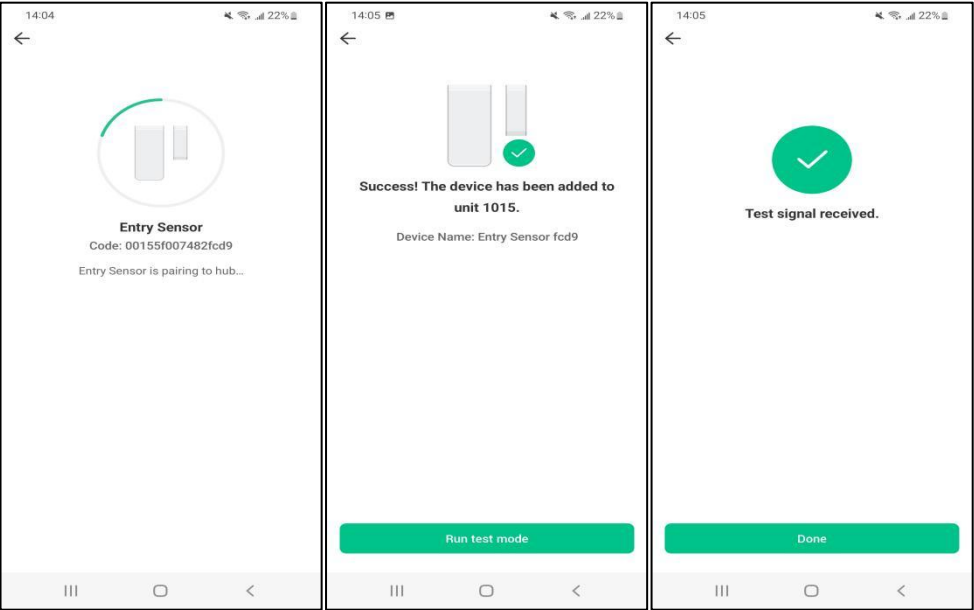 14:04
22%
Entry Sensor
Code: 00155f007482fcd9
Entry Sensor is pairing to hub...
14:05
22%
Success! The device has been added to
unit 1015.
Device Name: Entry Sensor fcd9
Run test mode
14:05
22%
Test signal received.
Done